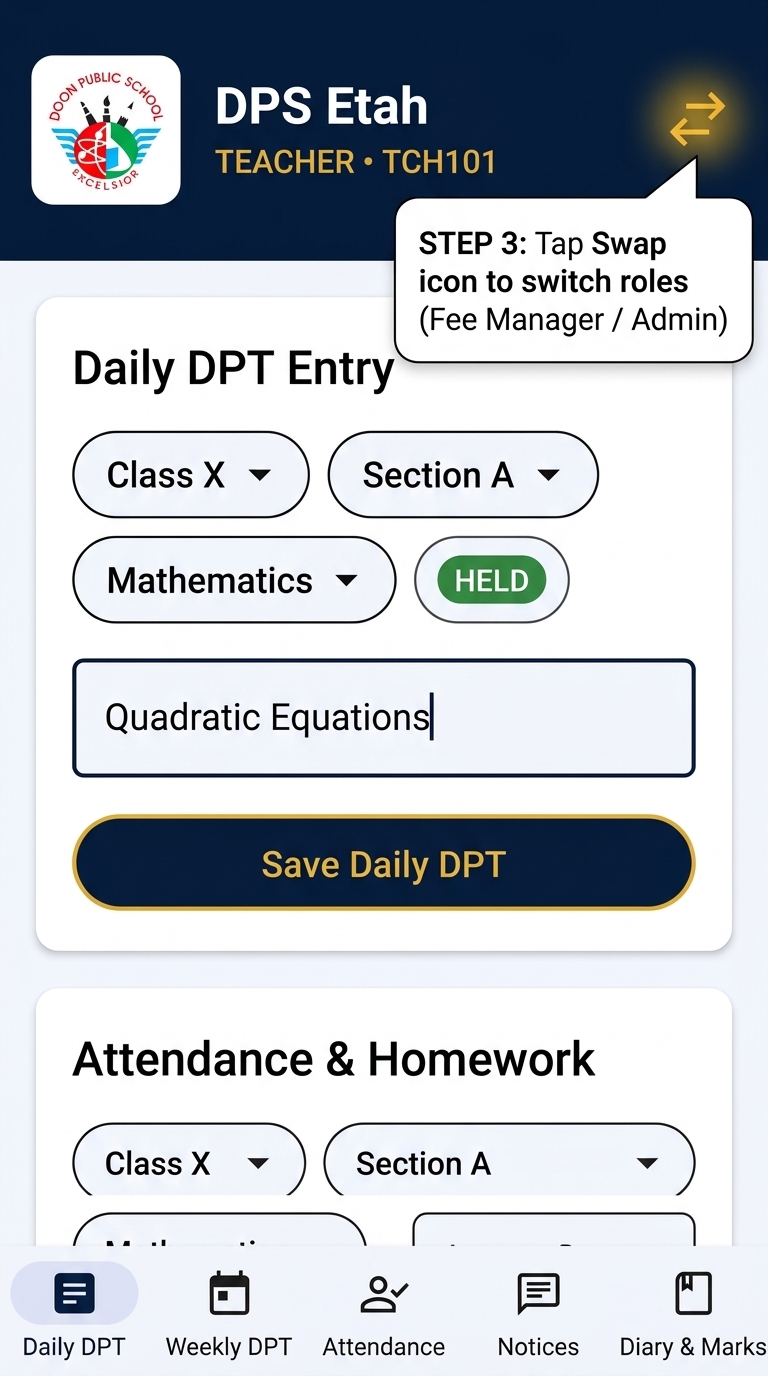 DOON PUBLIC SCHOOL
EXCELSIOR
DPS Etah
TEACHER • TCH101
STEP 3: Tap Swap
icon to switch roles
(Fee Manager / Admin)
Daily DPT Entry
Class X
Section A
Mathematics
HELD
Quadratic Equations
Save Daily DPT
Attendance & Homework
Class X
Section A
Daily DPT
Weekly DPT
Attendance
Notices
Diary & Marks